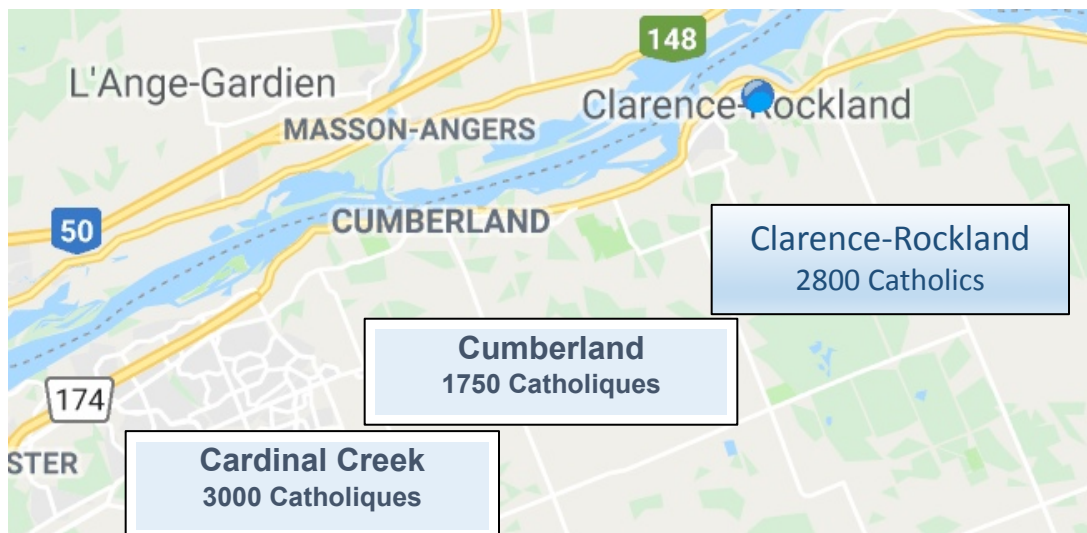 148
L'Ange-Gardien
Clarence-Rockland
MASSON-ANGERS
50
CUMBERLAND
Clarence-Rockland
2800 Catholics
Cumberland
1750 Catholiques
174
STER
Cardinal Creek
3000 Catholiques